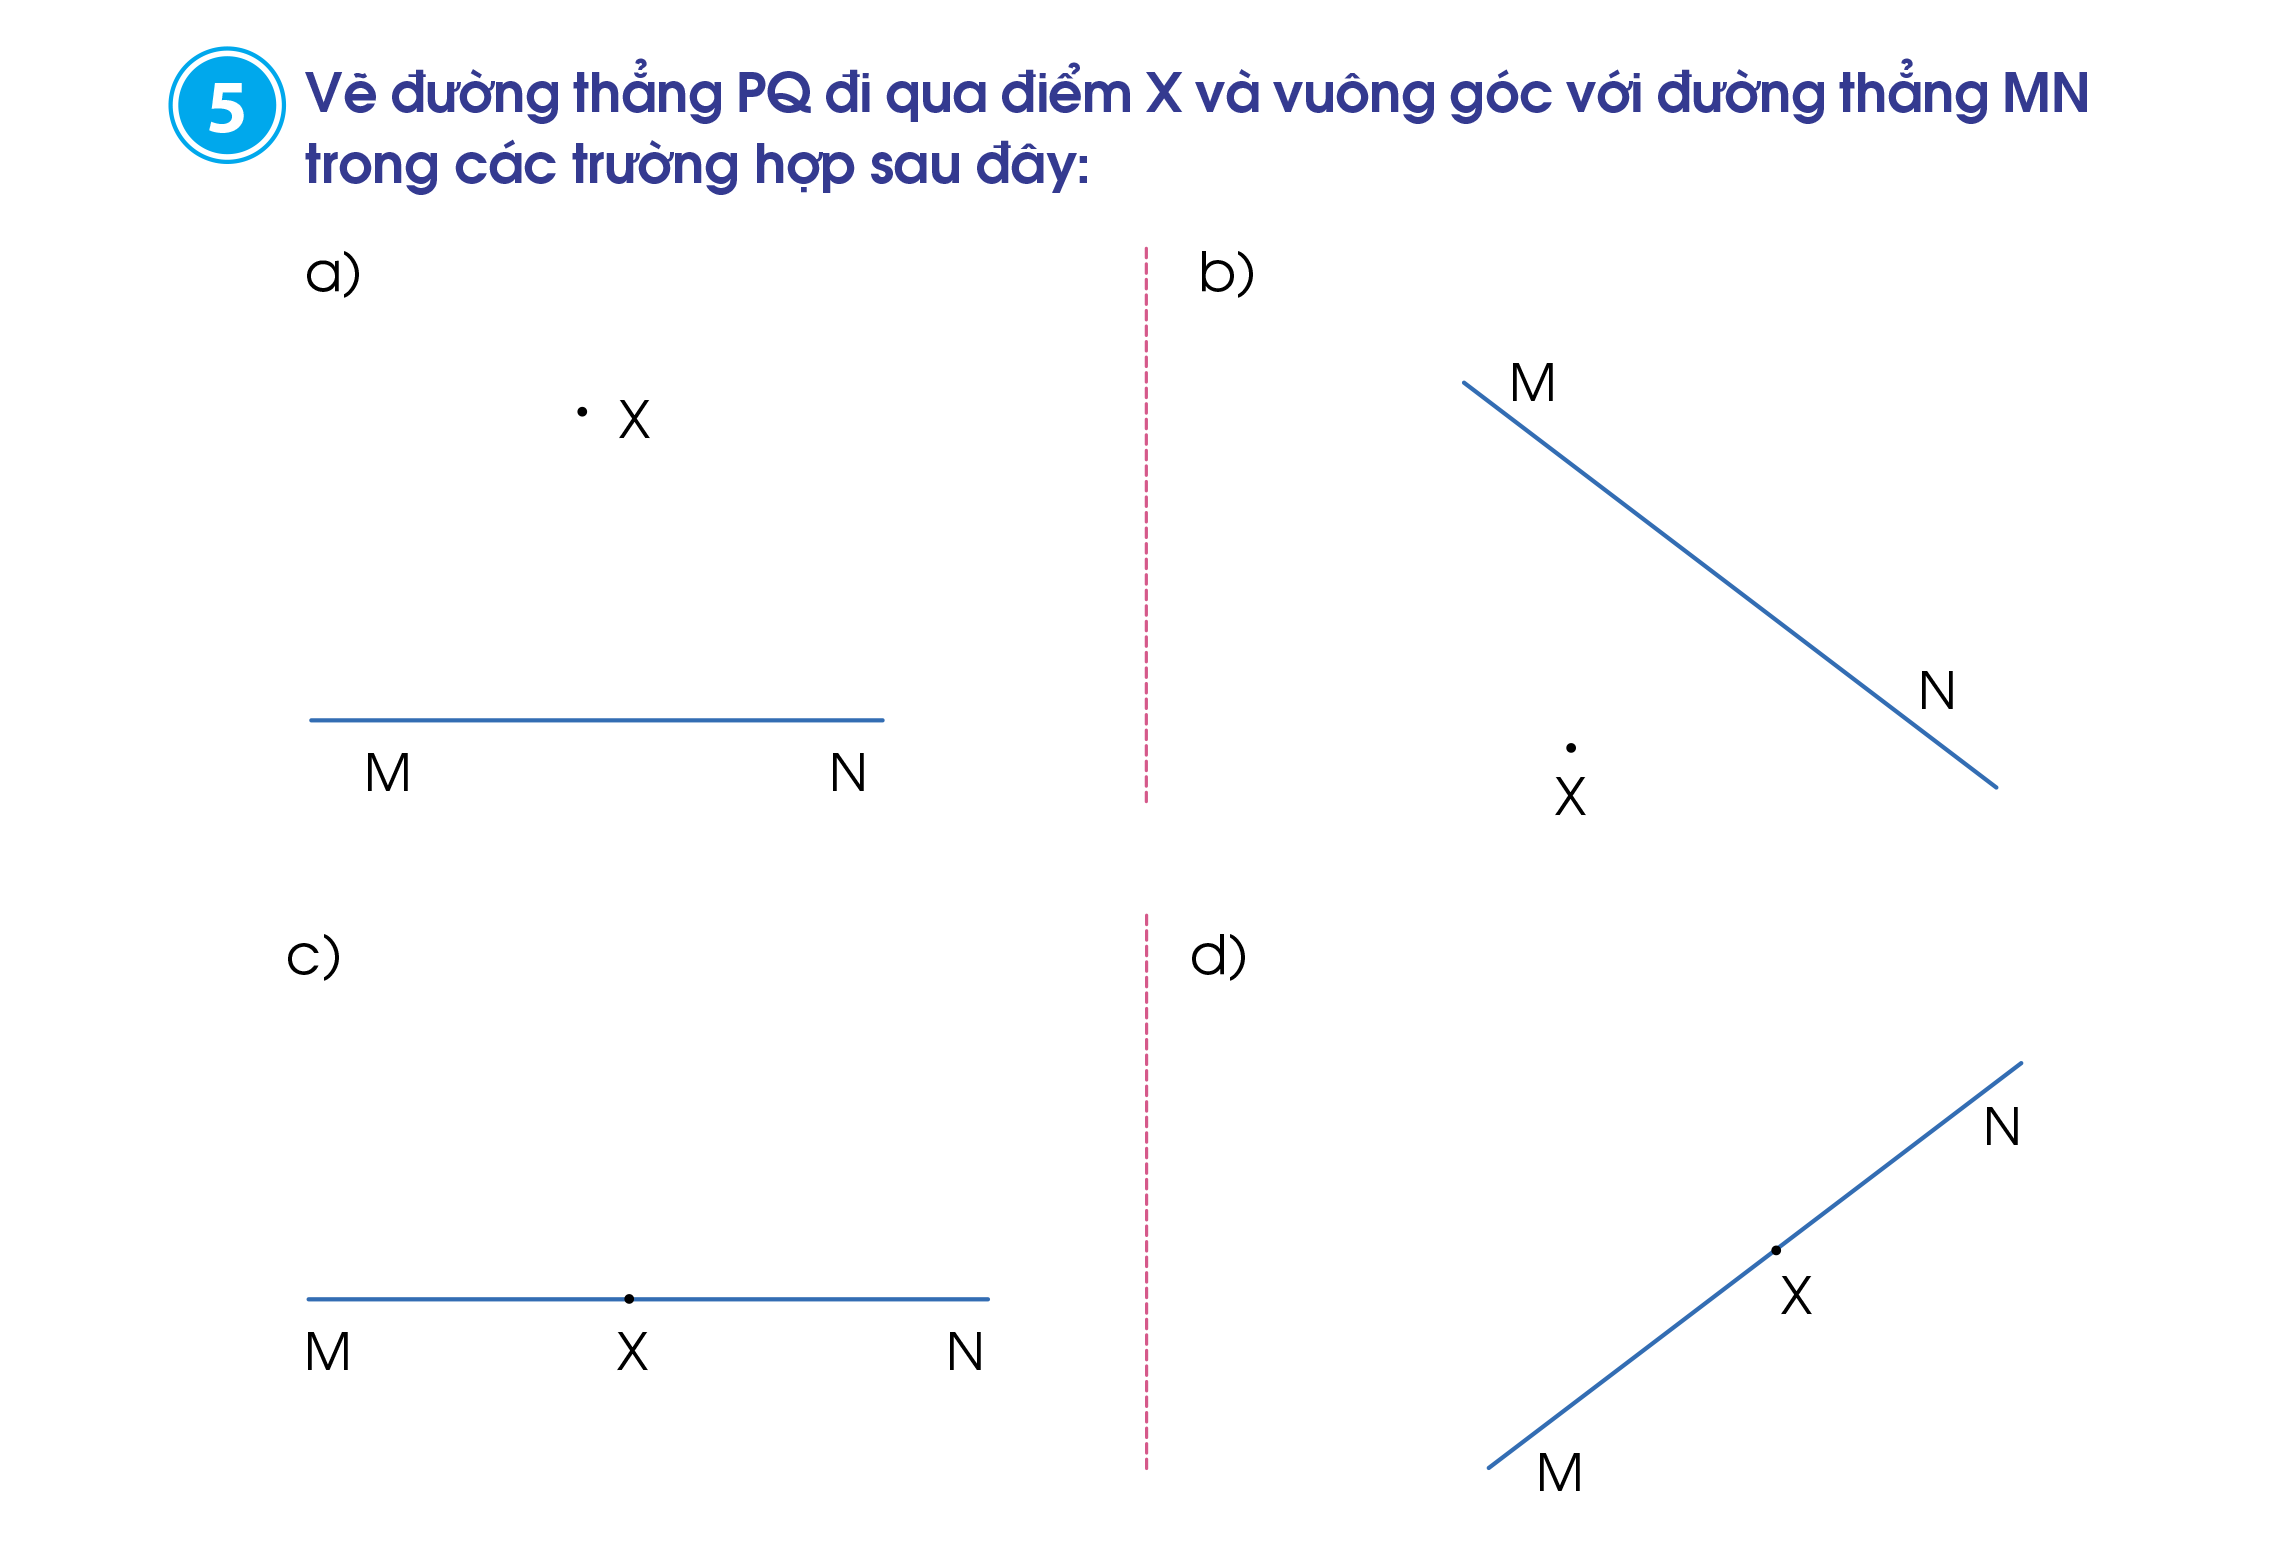 5 Vẽ đường thẳng PQ đi qua điểm X và vuông góc với đường thẳng MN
trong các trường hợp sau đây:
a)
X
M N
b)
M
N
X
c)
M X N
d)
N
X
M